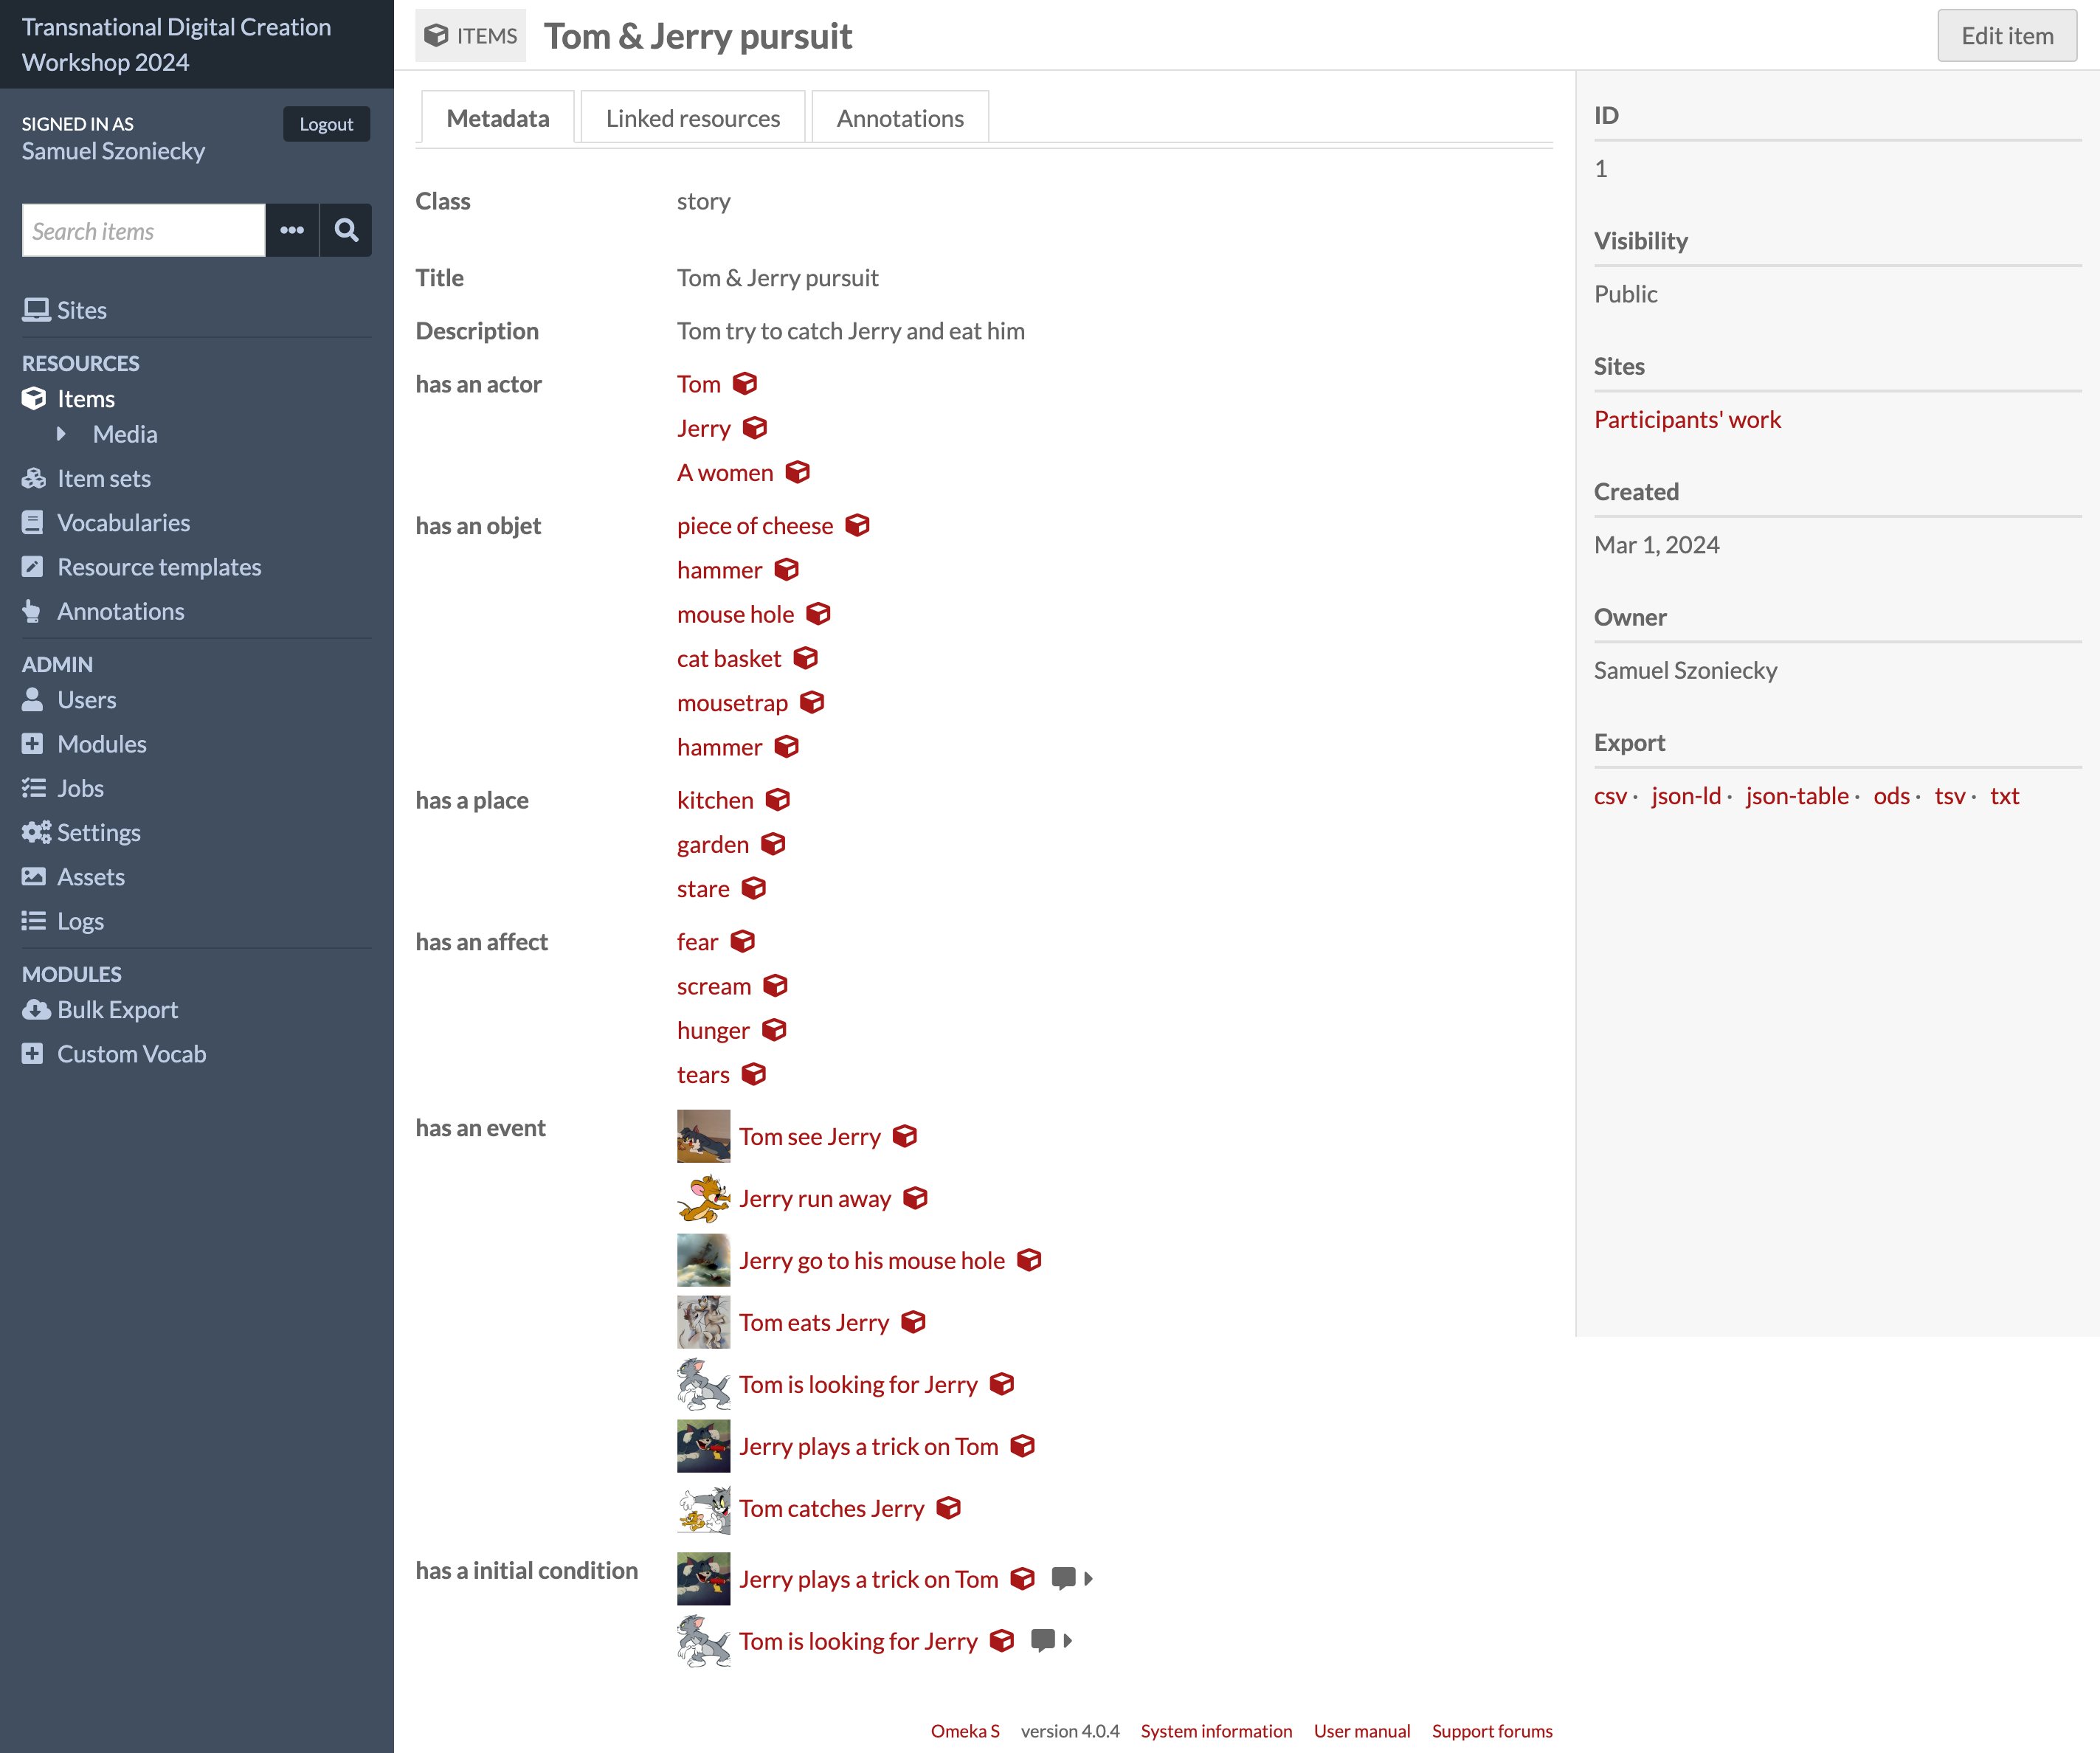 Transnational Digital Creation
Workshop 2024
SIGNED IN AS
Samuel Szoniecky
Logout
Search items
Sites
RESOURCES
Items
Media
Item sets
Vocabularies
Resource templates
Annotations
ADMIN
Users
Modules
Jobs
Settings
Assets
Logs
MODULES
Bulk Export
Custom Vocab
ITEMS Tom & Jerry pursuit
Edit item
Metadata Linked resources Annotations
Class story
Title Tom & Jerry pursuit
Description Tom try to catch Jerry and eat him
has an actor Tom
Jerry
A women
has an objet piece of cheese
hammer
mouse hole
cat basket
mousetrap
hammer
has a place kitchen
garden
stare
has an affect fear
scream
hunger
tears
has an event Tom see Jerry
Jerry run away
Jerry go to his mouse hole
Tom eats Jerry
Tom is looking for Jerry
Jerry plays a trick on Tom
Tom catches Jerry
has a initial condition Jerry plays a trick on Tom
Tom is looking for Jerry
ID
1
Visibility
Public
Sites
Participants' work
Created
Mar 1, 2024
Owner
Samuel Szoniecky
Export
csv · json-ld · json-table · ods · tsv · txt
Omeka S version 4.0.4 System information User manual Support forums